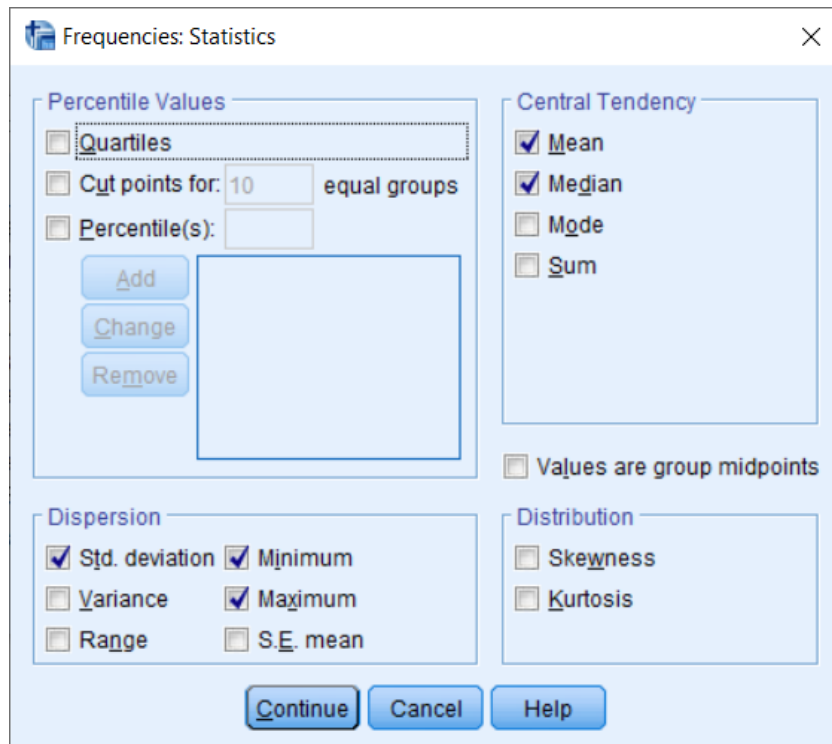 Frequencies: Statistics
Percentile Values
Quartiles
Cut points for: 10 equal groups
Percentile(s):
Add
Change
Remove
Central Tendency
Mean
Median
Mode
Sum
Values are group midpoints
Dispersion
Std. deviation Minimum
Variance Maximum
Range S.E. mean
Distribution
Skewness
Kurtosis
Continue Cancel Help